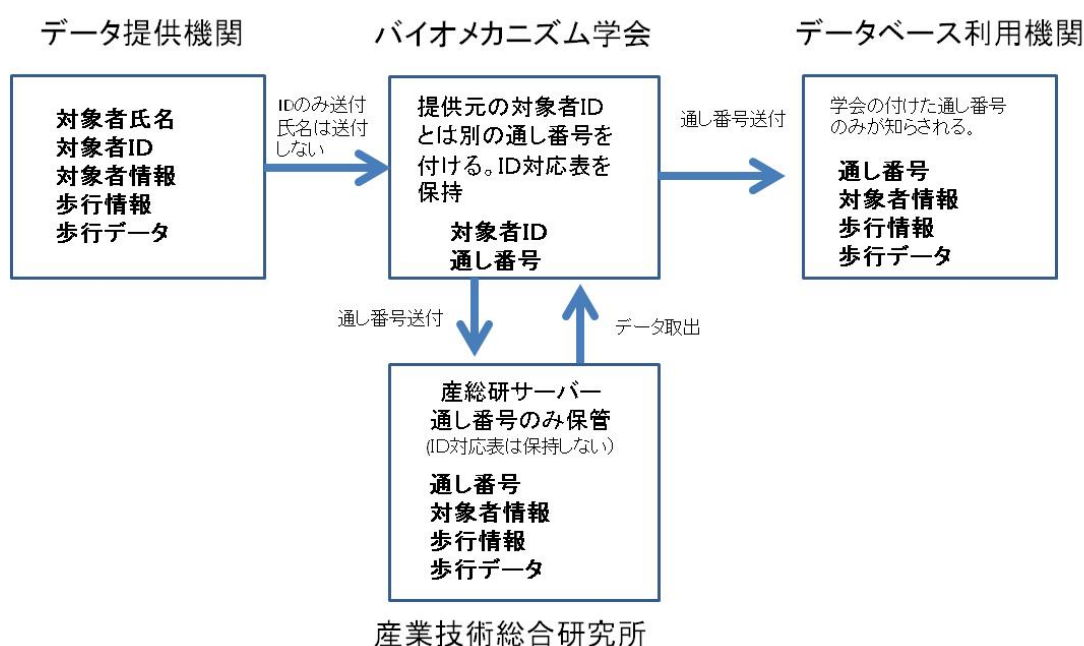 データ提供機関
バイオメカニズム学会
データベース利用機関
対象者氏名
対象者ID
対象者情報
歩行情報
歩行データ
IDのみ送付
氏名は送付
しない
提供元の対象者ID
とは別の通し番号を
付ける。ID対応表を
保持
対象者ID
通し番号
通し番号送付
学会の付けた通し番号
のみが知らされる。
通し番号
対象者情報
歩行情報
歩行データ
通し番号送付
データ取出
産総研サーバー
通し番号のみ保管
(ID対応表は保持しない)
通し番号
対象者情報
歩行情報
歩行データ
産業技術総合研究所